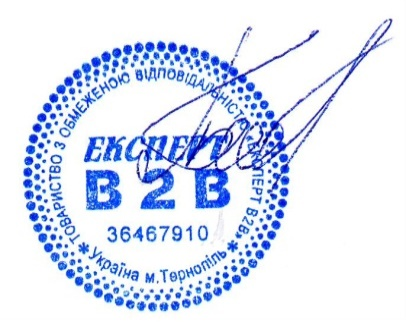 ТОВАРИСТВО З ОБМЕЖЕНОЮ ВІДПОВІДАЛЬНІСТЮ «ЕКСПЕРТ B2B»
ЕКСПЕРТ
B2B
36467910
* Україна м.Тернопіль *